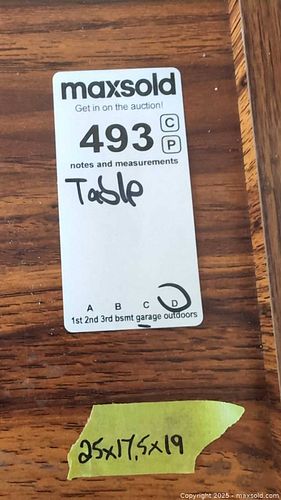 maxsold
Get in on the auction!
493 C
P
notes and measurements
Table
A B C D
1st 2nd 3rd bsmt garage outdoors
25x17,5x19
Copyright © 2025 - maxsold.com